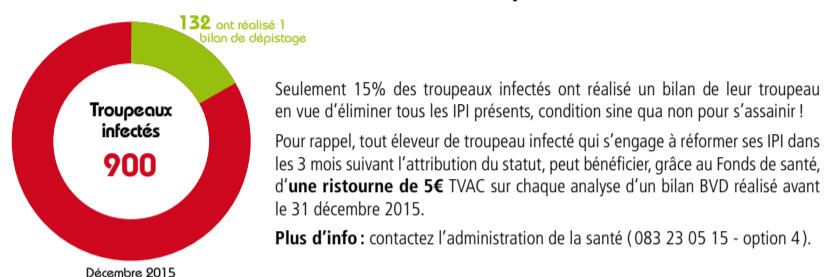 132 ont réalisé 1
bilan de dépistage
Troupeaux
infectés
900
Décembre 2015
Seulement 15% des troupeaux infectés ont réalisé un bilan de leur troupeau
en vue d'éliminer tous les IPI présents, condition sine qua non pour s'assainir !
Pour rappel, tout éleveur de troupeau infecté qui s'engage à réformer ses IPI dans
les 3 mois suivant l'attribution du statut, peut bénéficier, grâce au Fonds de santé,
d'une ristourne de 5€ TVAC sur chaque analyse d'un bilan BVD réalisé avant
le 31 décembre 2015.
Plus d'info : contactez l'administration de la santé ( 083 23 05 15 - option 4 ).